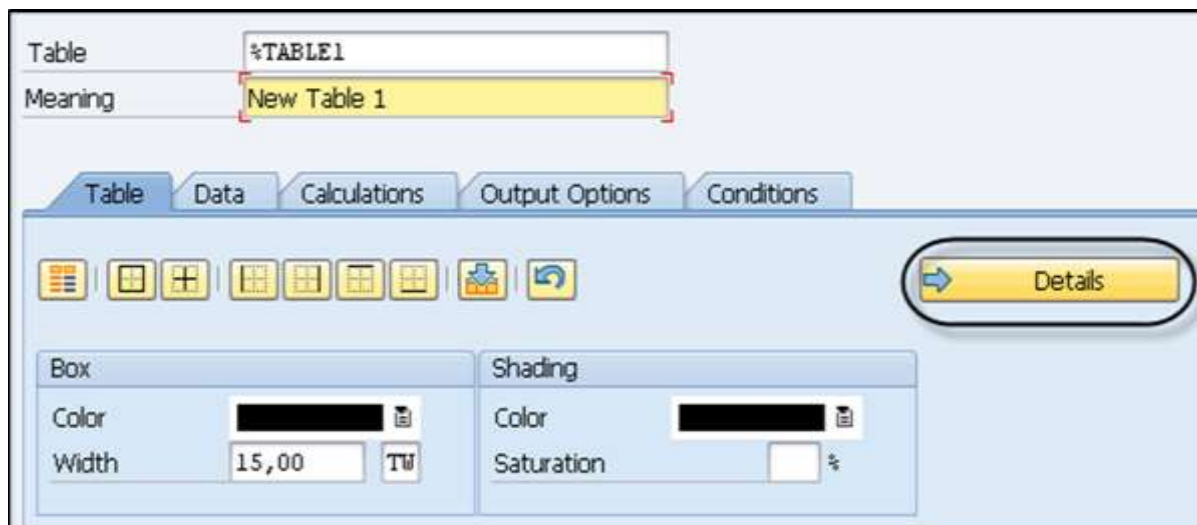 Table %TABLE1
Meaning New Table 1
Table Data Calculations Output Options Conditions
Details
Box Shading
Color Color
Width 15,00 TW Saturation %